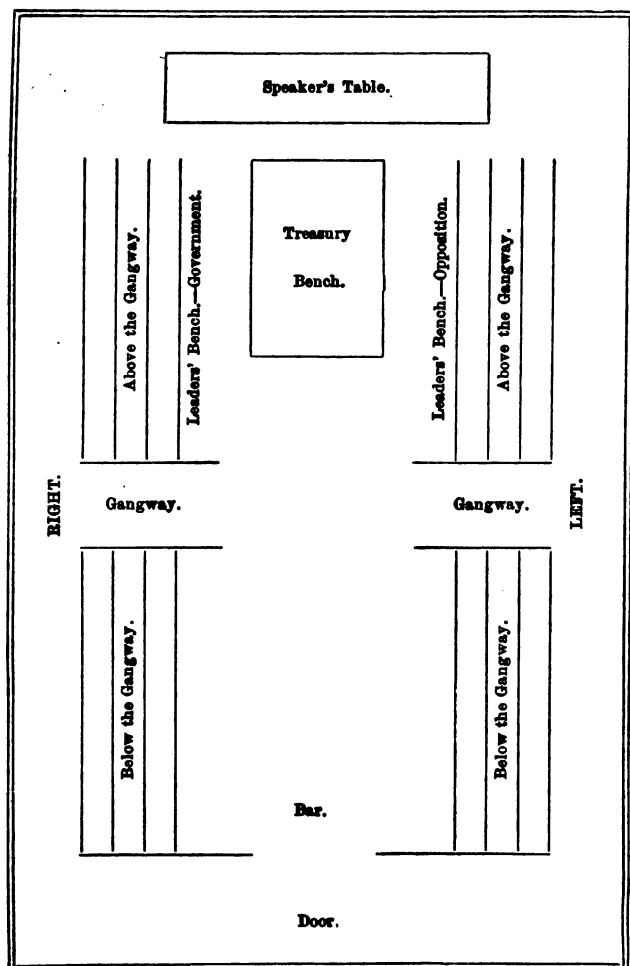 Speaker's Table.
Above the Gangway.
Leaders' Bench.—Government.
Treasury
Bench.
Leaders' Bench.—Opposition.
Above the Gangway.
RIGHT.
Gangway.
Gangway.
LEFT.
Below the Gangway.
Below the Gangway.
Bar.
Door.